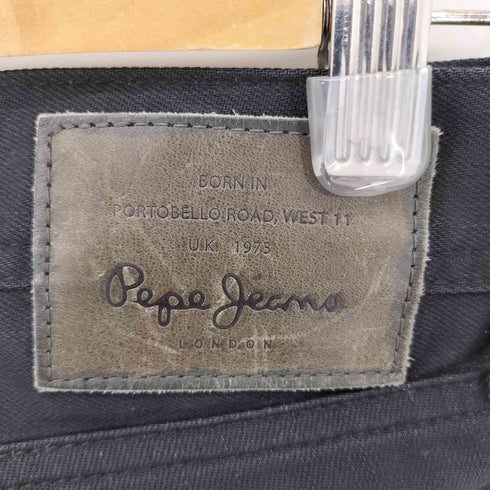 BORN IN
PORTOBELLO ROAD, WEST 11
U.K. 1973
Pepe Jeans
LONDON